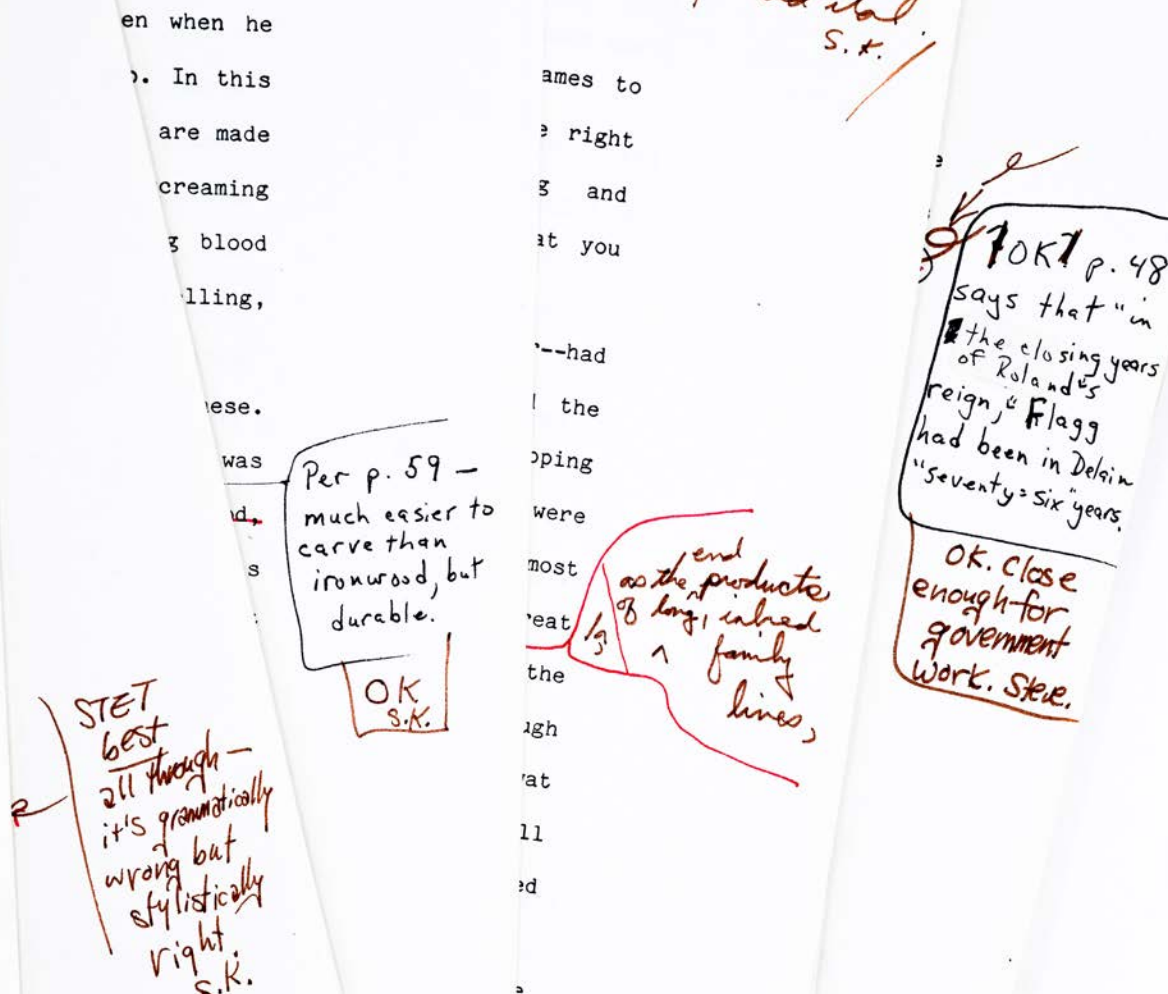 en when he
. In this
are made
creaming
g blood
lling,
ese.
was
d,
s
Per p. 59 —
much easier to
carve than
ironwood, but
durable.
OK
S.K.
STET
best
all through —
it's grammatically
wrong but
stylistically
right.
S.K.
S.K.
ames to
e right
g and
at you
r--had
l the
pping
were
most
reat
the
ugh
vat
ll
ed
end
as the products
of long, inbred
family
lines,
e
?OK? p. 48
says that "in
the closing years
of Roland's
reign," Flagg
had been in Delain
"seventy=six" years.
OK. Close
enough for
government
work. Steve.